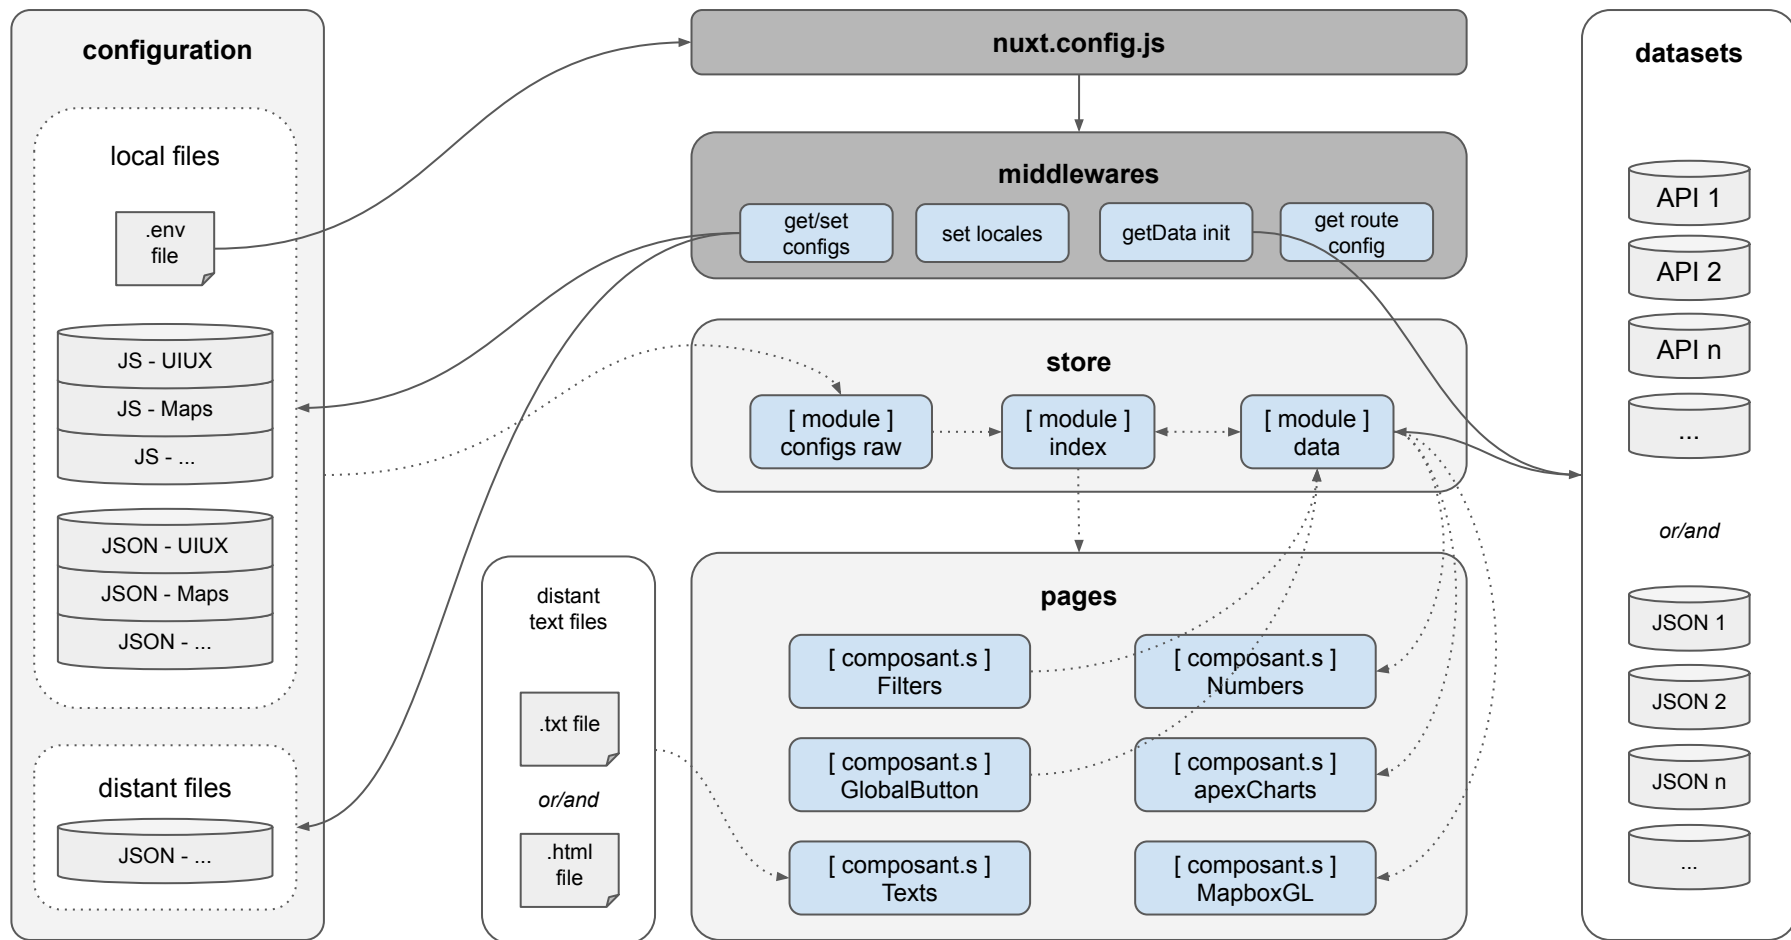 configuration
local files
.env
file
JS - UIUX
JS - Maps
JS - ...
JSON - UIUX
JSON - Maps
JSON - ...
distant files
JSON - ...
nuxt.config.js
middlewares
get/set
configs
set locales
getData init
get route
config
store
[ module ]
configs raw
[ module ]
index
[ module ]
data
distant
text files
.txt file
or/and
.html
file
pages
[ composant.s ]
Filters
[ composant.s ]
Numbers
[ composant.s ]
GlobalButton
[ composant.s ]
apexCharts
[ composant.s ]
Texts
[ composant.s ]
MapboxGL
datasets
API 1
API 2
API n
...
or/and
JSON 1
JSON 2
JSON n
...